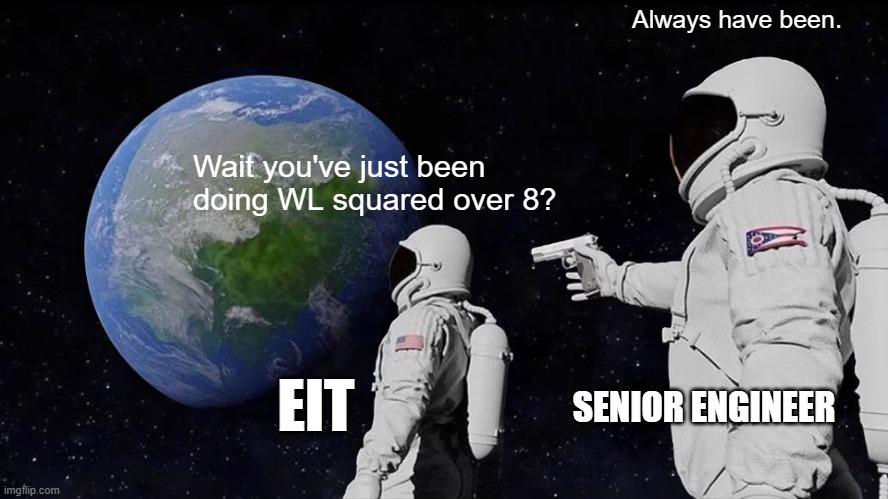 Always have been.
Wait you've just been
doing WL squared over 8?
EIT
SENIOR ENGINEER
imgflip.com